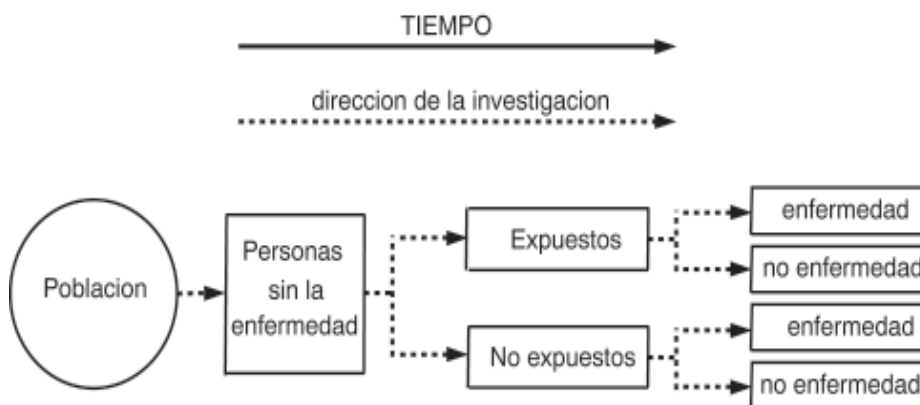 TIEMPO
direccion de la investigacion
Poblacion
Personas
sin la
enfermedad
Expuestos
No expuestos
enfermedad
no enfermedad
enfermedad
no enfermedad